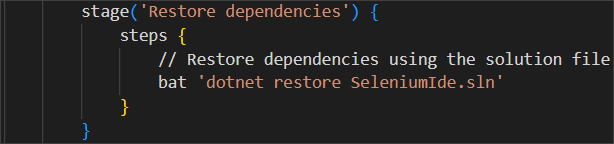 stage('Restore dependencies') {
steps {
// Restore dependencies using the solution file
bat 'dotnet restore SeleniumIde.sln'
}
}